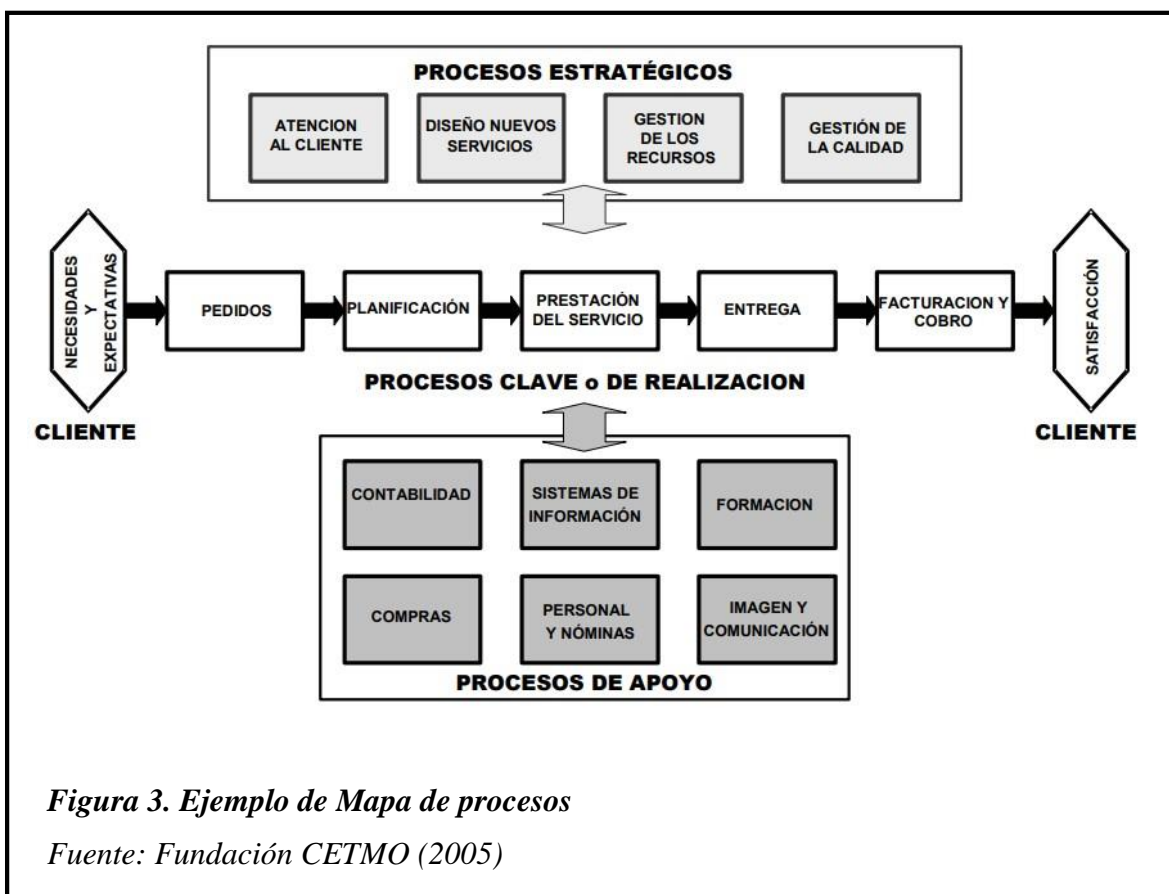 PROCESOS ESTRATÉGICOS
ATENCION
AL CLIENTE
DISEÑO NUEVOS
SERVICIOS
GESTION
DE LOS
RECURSOS
GESTIÓN DE
LA CALIDAD
NECESIDADES
Y
EXPECTATIVAS
CLIENTE
PEDIDOS
PLANIFICACIÓN
PRESTACIÓN
DEL SERVICIO
ENTREGA
FACTURACION Y
COBRO
SATISFACCIÓN
CLIENTE
PROCESOS CLAVE o DE REALIZACION
CONTABILIDAD
SISTEMAS DE
INFORMACIÓN
FORMACION
COMPRAS
PERSONAL
Y NÓMINAS
IMAGEN Y
COMUNICACIÓN
PROCESOS DE APOYO
Figura 3. Ejemplo de Mapa de procesos
Fuente: Fundación CETMO (2005)